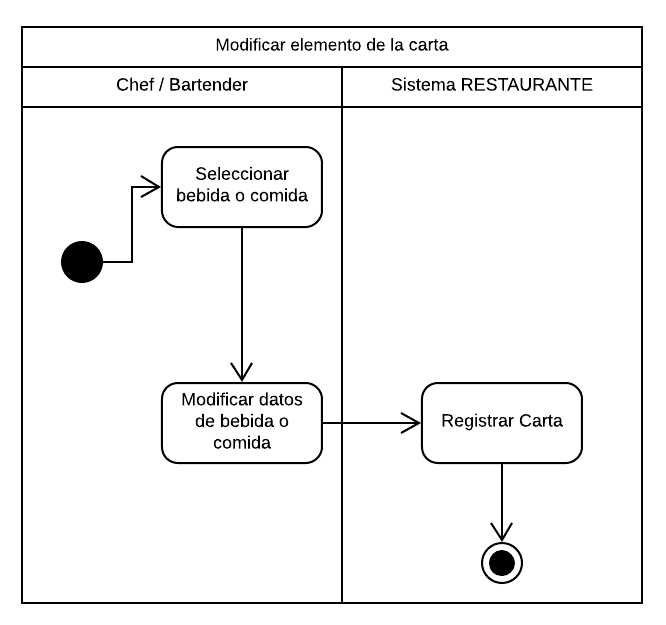 Modificar elemento de la carta
Chef / Bartender
Sistema RESTAURANTE
Seleccionar
bebida o comida
Modificar datos
de bebida o
comida
Registrar Carta